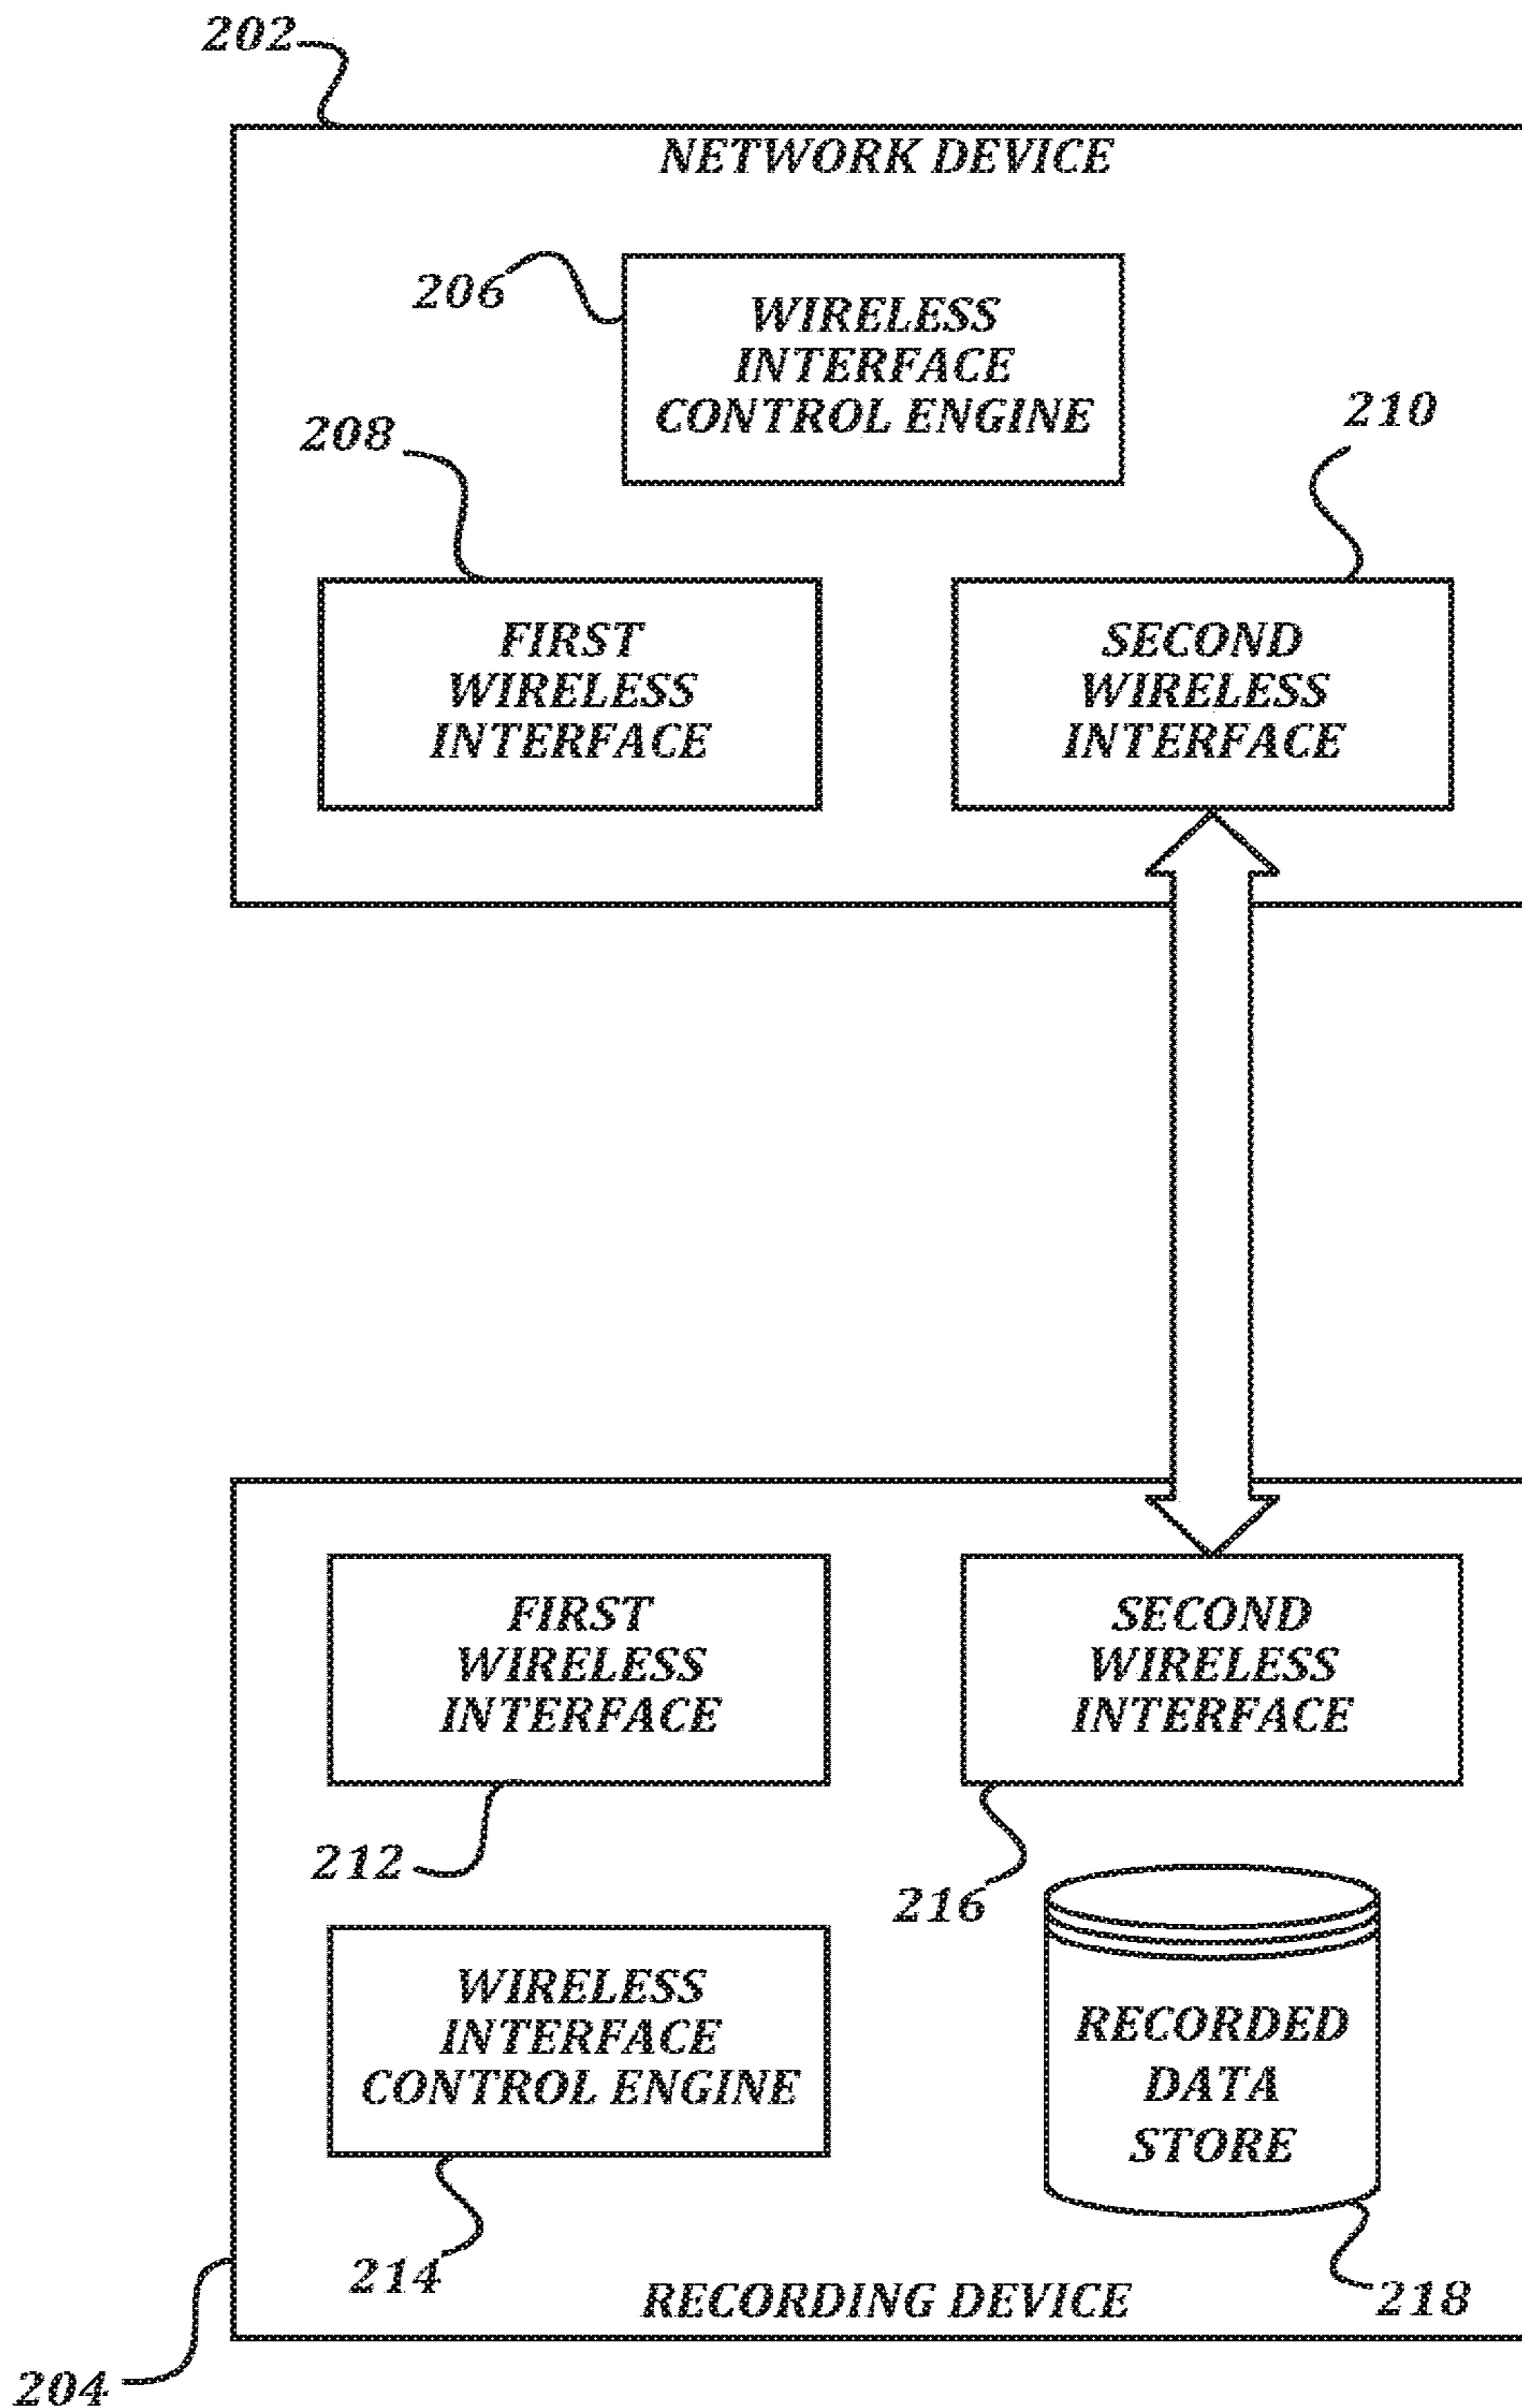 202
NETWORK DEVICE
206
WIRELESS
INTERFACE
CONTROL ENGINE
208
210
FIRST
WIRELESS
INTERFACE
SECOND
WIRELESS
INTERFACE
FIRST
WIRELESS
INTERFACE
SECOND
WIRELESS
INTERFACE
212
216
WIRELESS
INTERFACE
CONTROL ENGINE
RECORDED
DATA
STORE
214
RECORDING DEVICE
218
204